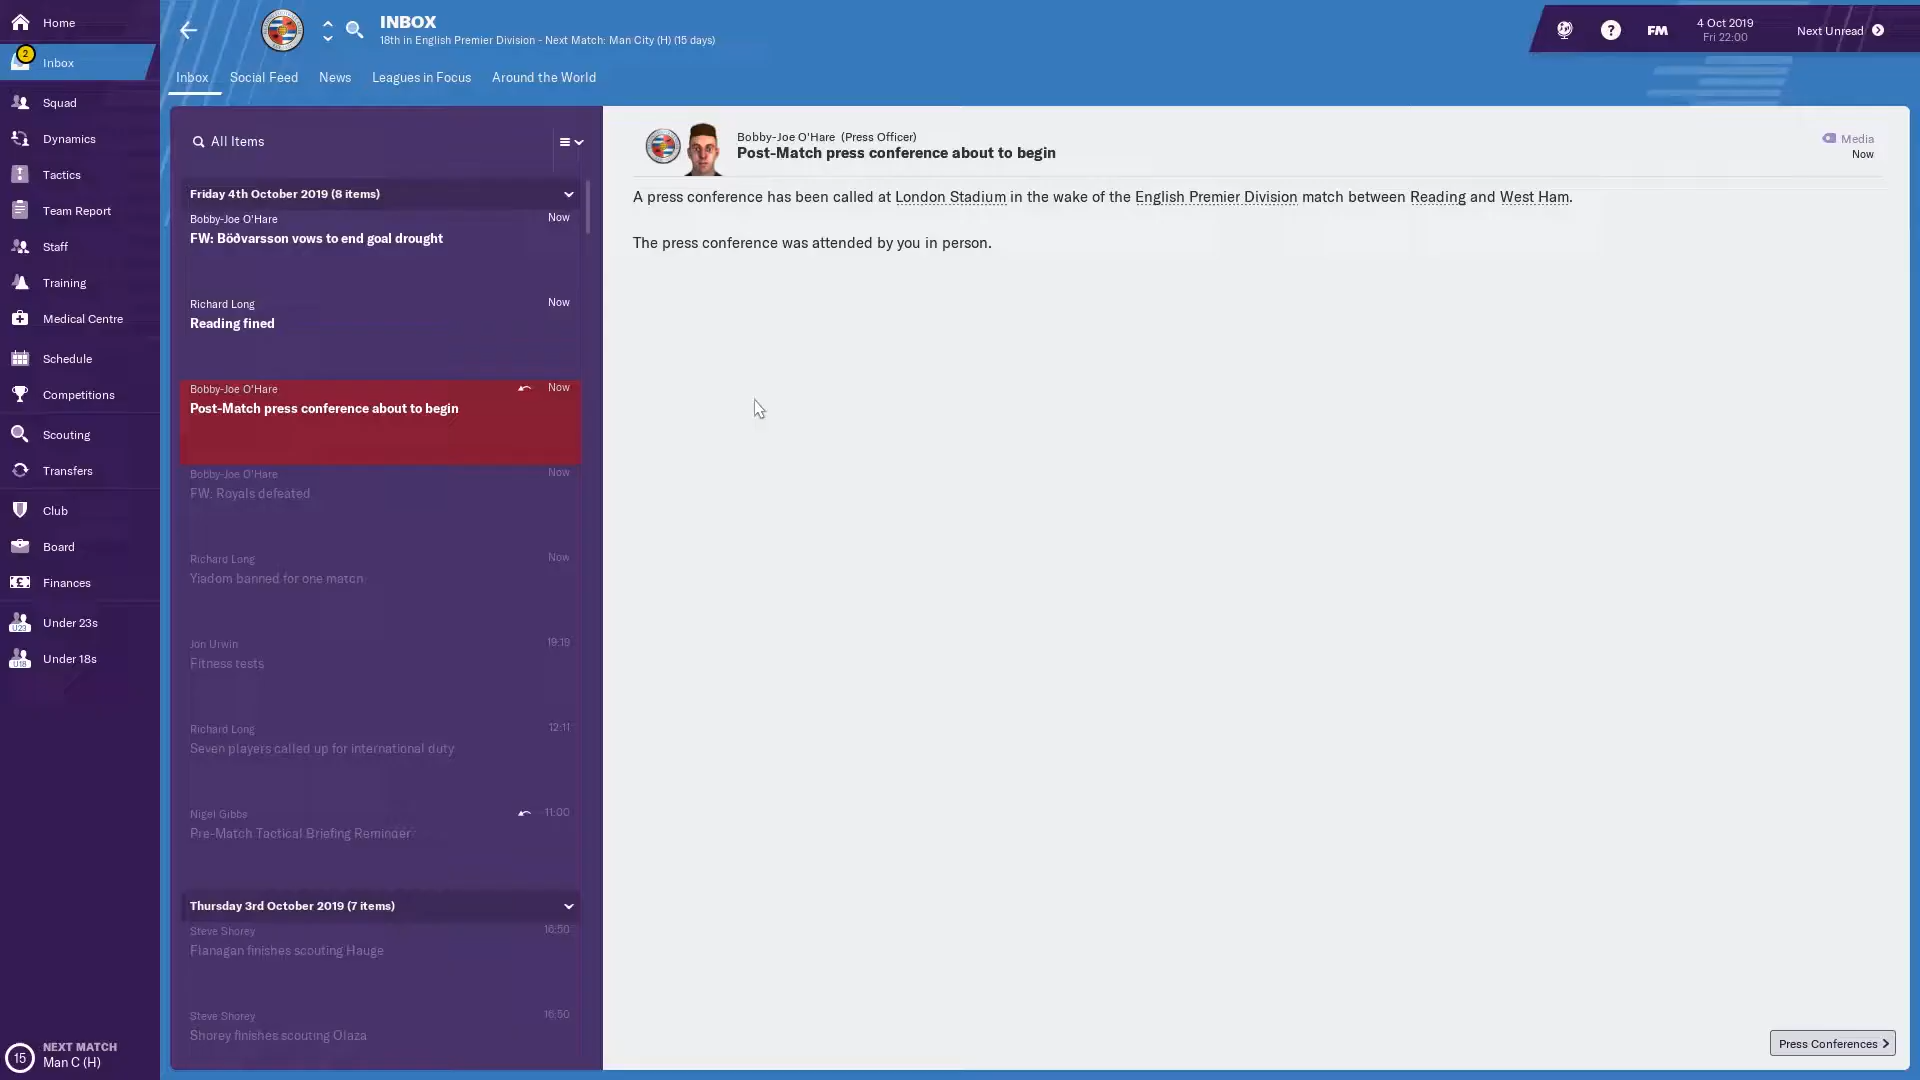 Home
2
Inbox
Squad
Dynamics
Tactics
Team Report
Staff
Training
Medical Centre
Schedule
Competitions
Scouting
Transfers
Club
Board
Finances
U23
Under 23s
U18
Under 18s
15
NEXT MATCH
Man C (H)
INBOX
18th in English Premier Division - Next Match: Man City (H) (15 days)
FM
4 Oct 2019
Fri 22:00
Next Unread
Inbox
Social Feed
News
Leagues in Focus
Around the World
All Items
Friday 4th October 2019 (8 items)
Bobby-Joe O'Hare
Now
FW: Böðvarsson vows to end goal drought
Richard Long
Now
Reading fined
Bobby-Joe O'Hare
Now
Post-Match press conference about to begin
Bobby-Joe O'Hare
Now
FW: Royals defeated
Richard Long
Now
Yiadom banned for one match
Jon Urwin
19:19
Fitness tests
Richard Long
12:11
Seven players called up for international duty
Nigel Gibbs
11:00
Pre-Match Tactical Briefing Reminder
Thursday 3rd October 2019 (7 items)
Steve Shorey
16:50
Flanagan finishes scouting Hauge
Steve Shorey
16:50
Shorey finishes scouting Olaza
Bobby-Joe O'Hare (Press Officer)
Post-Match press conference about to begin
Media
Now
A press conference has been called at London Stadium in the wake of the English Premier Division match between Reading and West Ham.
The press conference was attended by you in person.
Press Conferences